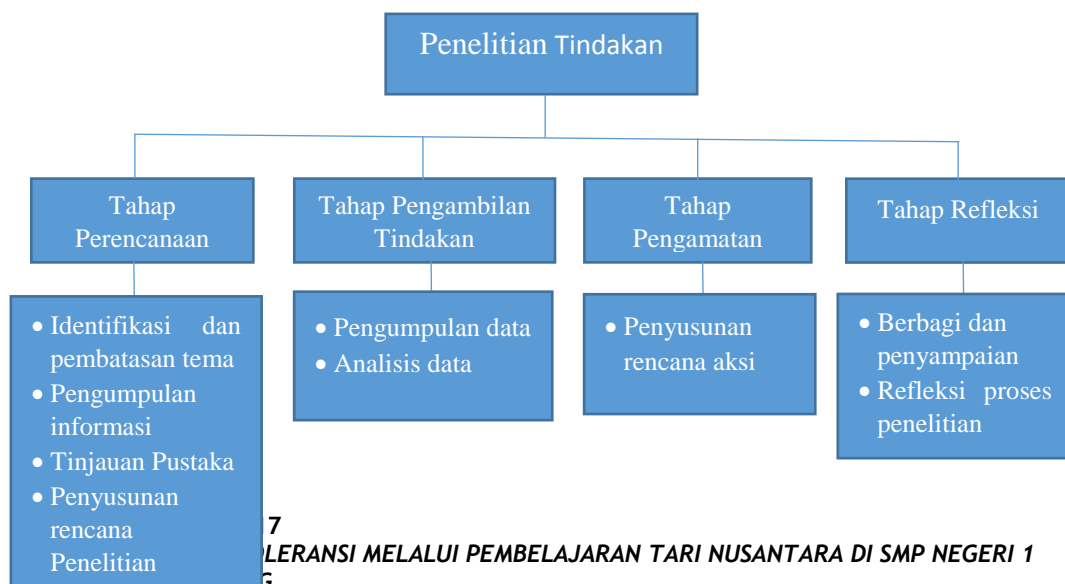 Penelitian Tindakan
Tahap
Perencanaan
Tahap Pengambilan
Tindakan
Tahap
Pengamatan
Tahap Refleksi
• Identifikasi dan
pembatasan tema
• Pengumpulan
informasi
• Tinjauan Pustaka
• Penyusunan
rencana
Penelitian
• Pengumpulan data
• Analisis data
• Penyusunan
rencana aksi
• Berbagi dan
penyampaian
• Refleksi proses
penelitian
17
MELALUI PEMBELAJARAN TARI NUSANTARA DI SMP NEGERI 1